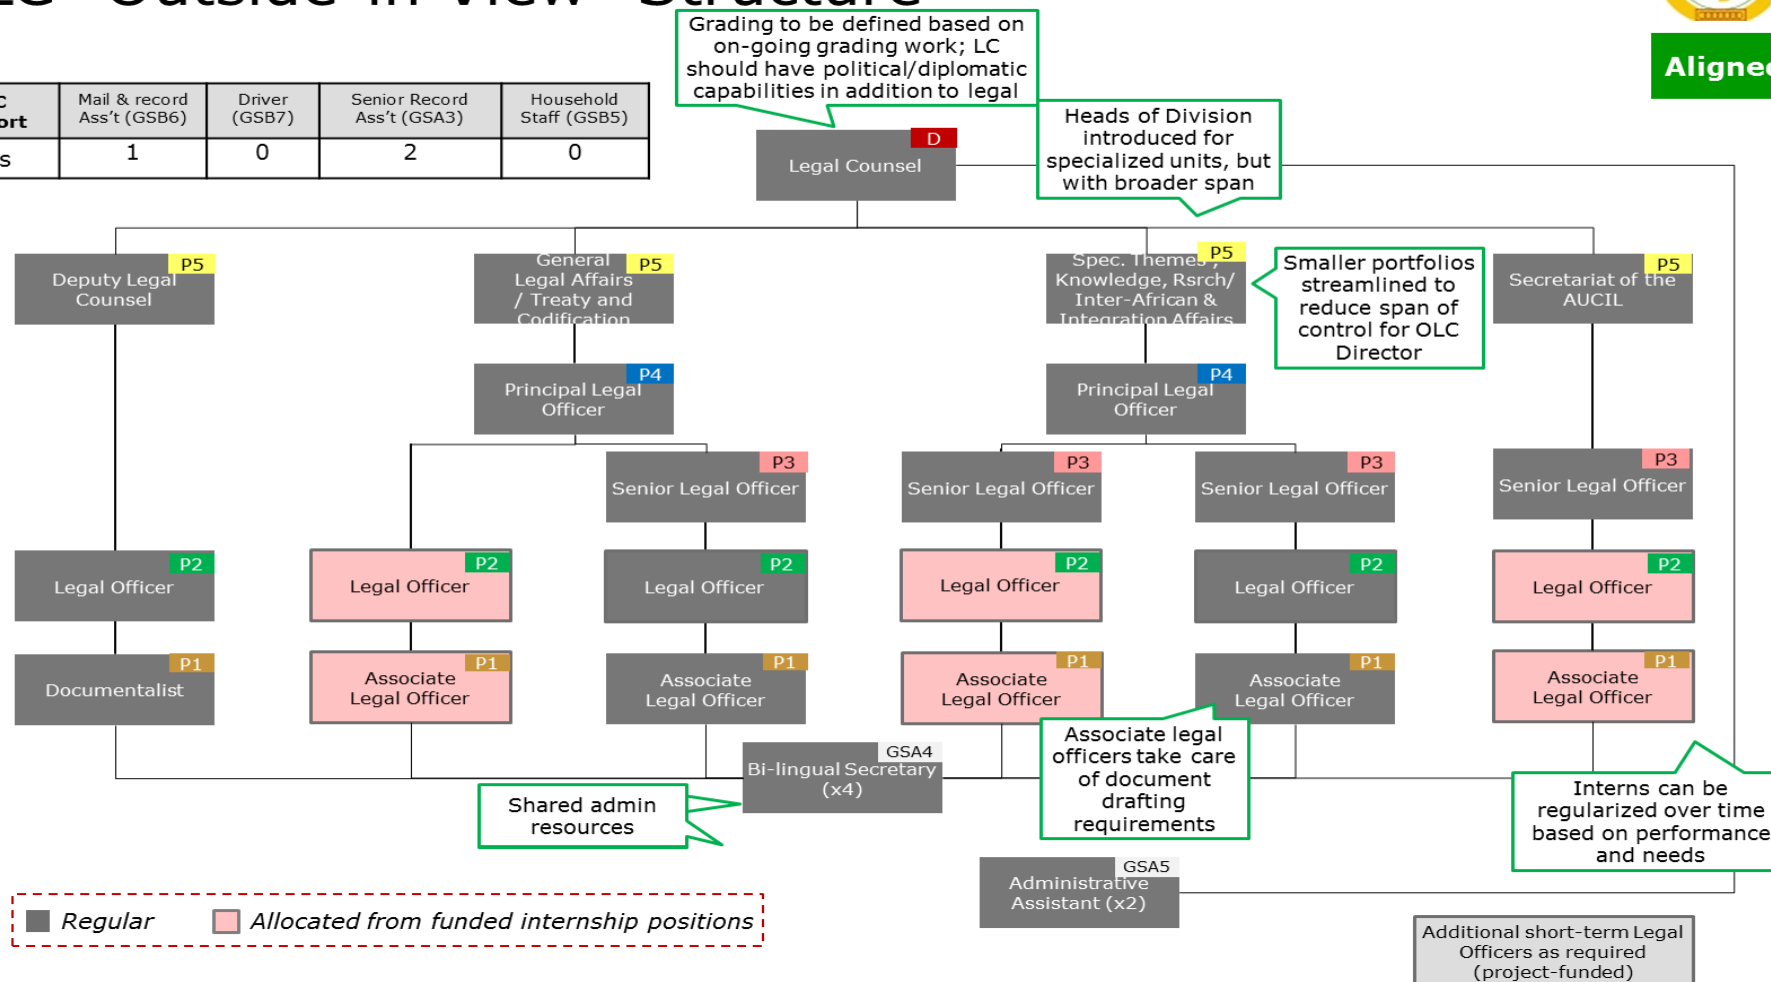 "Outside-in View" Structure
Aligned
Mail & record
Ass't (GSB6)
Driver
(GSB7)
Senior Record
Ass't (GSA3)
Household
Staff (GSB5)
1
0
2
0
Grading to be defined based on
on-going grading work; LC
should have political/diplomatic
capabilities in addition to legal
Heads of Division
introduced for
specialized units, but
with broader span
D
Legal Counsel
P5
Deputy Legal
Counsel
P5
General
Legal Affairs
/ Treaty and
Codification
P5
Spec. Themes ,
Knowledge, Rsrch/
Inter-African &
Integration Affairs
Smaller portfolios
streamlined to
reduce span of
control for OLC
Director
P5
Secretariat of the
AUCIL
P4
Principal Legal
Officer
P4
Principal Legal
Officer
P3
Senior Legal Officer
P3
Senior Legal Officer
P3
Senior Legal Officer
P3
Senior Legal Officer
P2
Legal Officer
P2
Legal Officer
P2
Legal Officer
P2
Legal Officer
P2
Legal Officer
P2
Legal Officer
P1
Documentalist
P1
Associate
Legal Officer
P1
Associate
Legal Officer
P1
Associate
Legal Officer
P1
Associate
Legal Officer
P1
Associate
Legal Officer
GSA4
Bi-lingual Secretary
(x4)
Shared admin
resources
Associate legal
officers take care
of document
drafting
requirements
Interns can be
regularized over time
based on performance
and needs
GSA5
Administrative
Assistant (x2)
Regular
Allocated from funded internship positions
Additional short-term Legal
Officers as required
(project-funded)